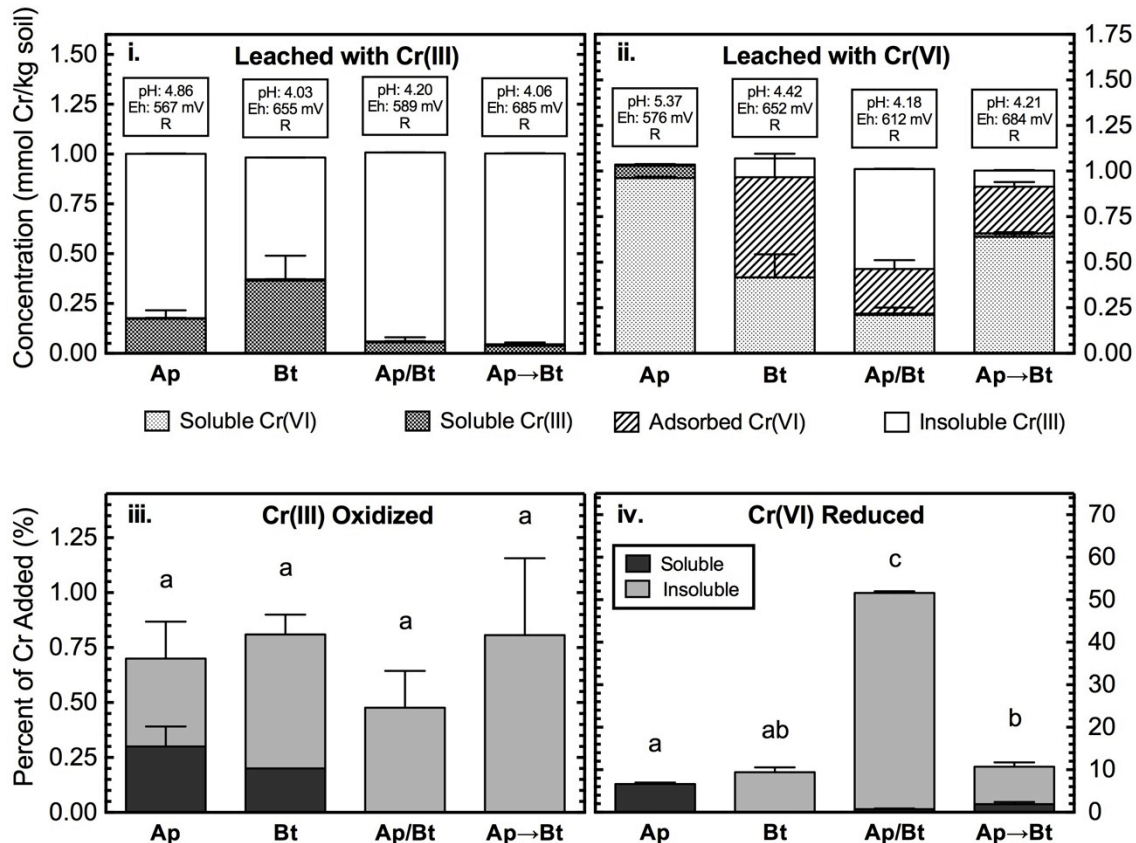 i.
Leached with Cr(III)
Concentration (mmol Cr/kg soil)
1.50
1.25
1.00
0.75
0.50
0.25
0.00
pH: 4.86
Eh: 567 mV
R
pH: 4.03
Eh: 655 mV
R
pH: 4.20
Eh: 589 mV
R
pH: 4.06
Eh: 685 mV
R
Ap Bt Ap/Bt Ap→Bt
ii.
Leached with Cr(VI)
pH: 5.37
Eh: 576 mV
R
pH: 4.42
Eh: 652 mV
R
pH: 4.18
Eh: 612 mV
R
pH: 4.21
Eh: 684 mV
R
1.75
1.50
1.25
1.00
0.75
0.50
0.25
0.00
Ap Bt Ap/Bt Ap→Bt
Soluble Cr(VI) Soluble Cr(III) Adsorbed Cr(VI) Insoluble Cr(III)
iii.
Cr(III) Oxidized
Percent of Cr Added (%)
1.25
1.00
0.75
0.50
0.25
0.00
a a a a
Ap Bt Ap/Bt Ap→Bt
iv.
Cr(VI) Reduced
Soluble
Insoluble
a ab c b
70
60
50
40
30
20
10
0
Ap Bt Ap/Bt Ap→Bt